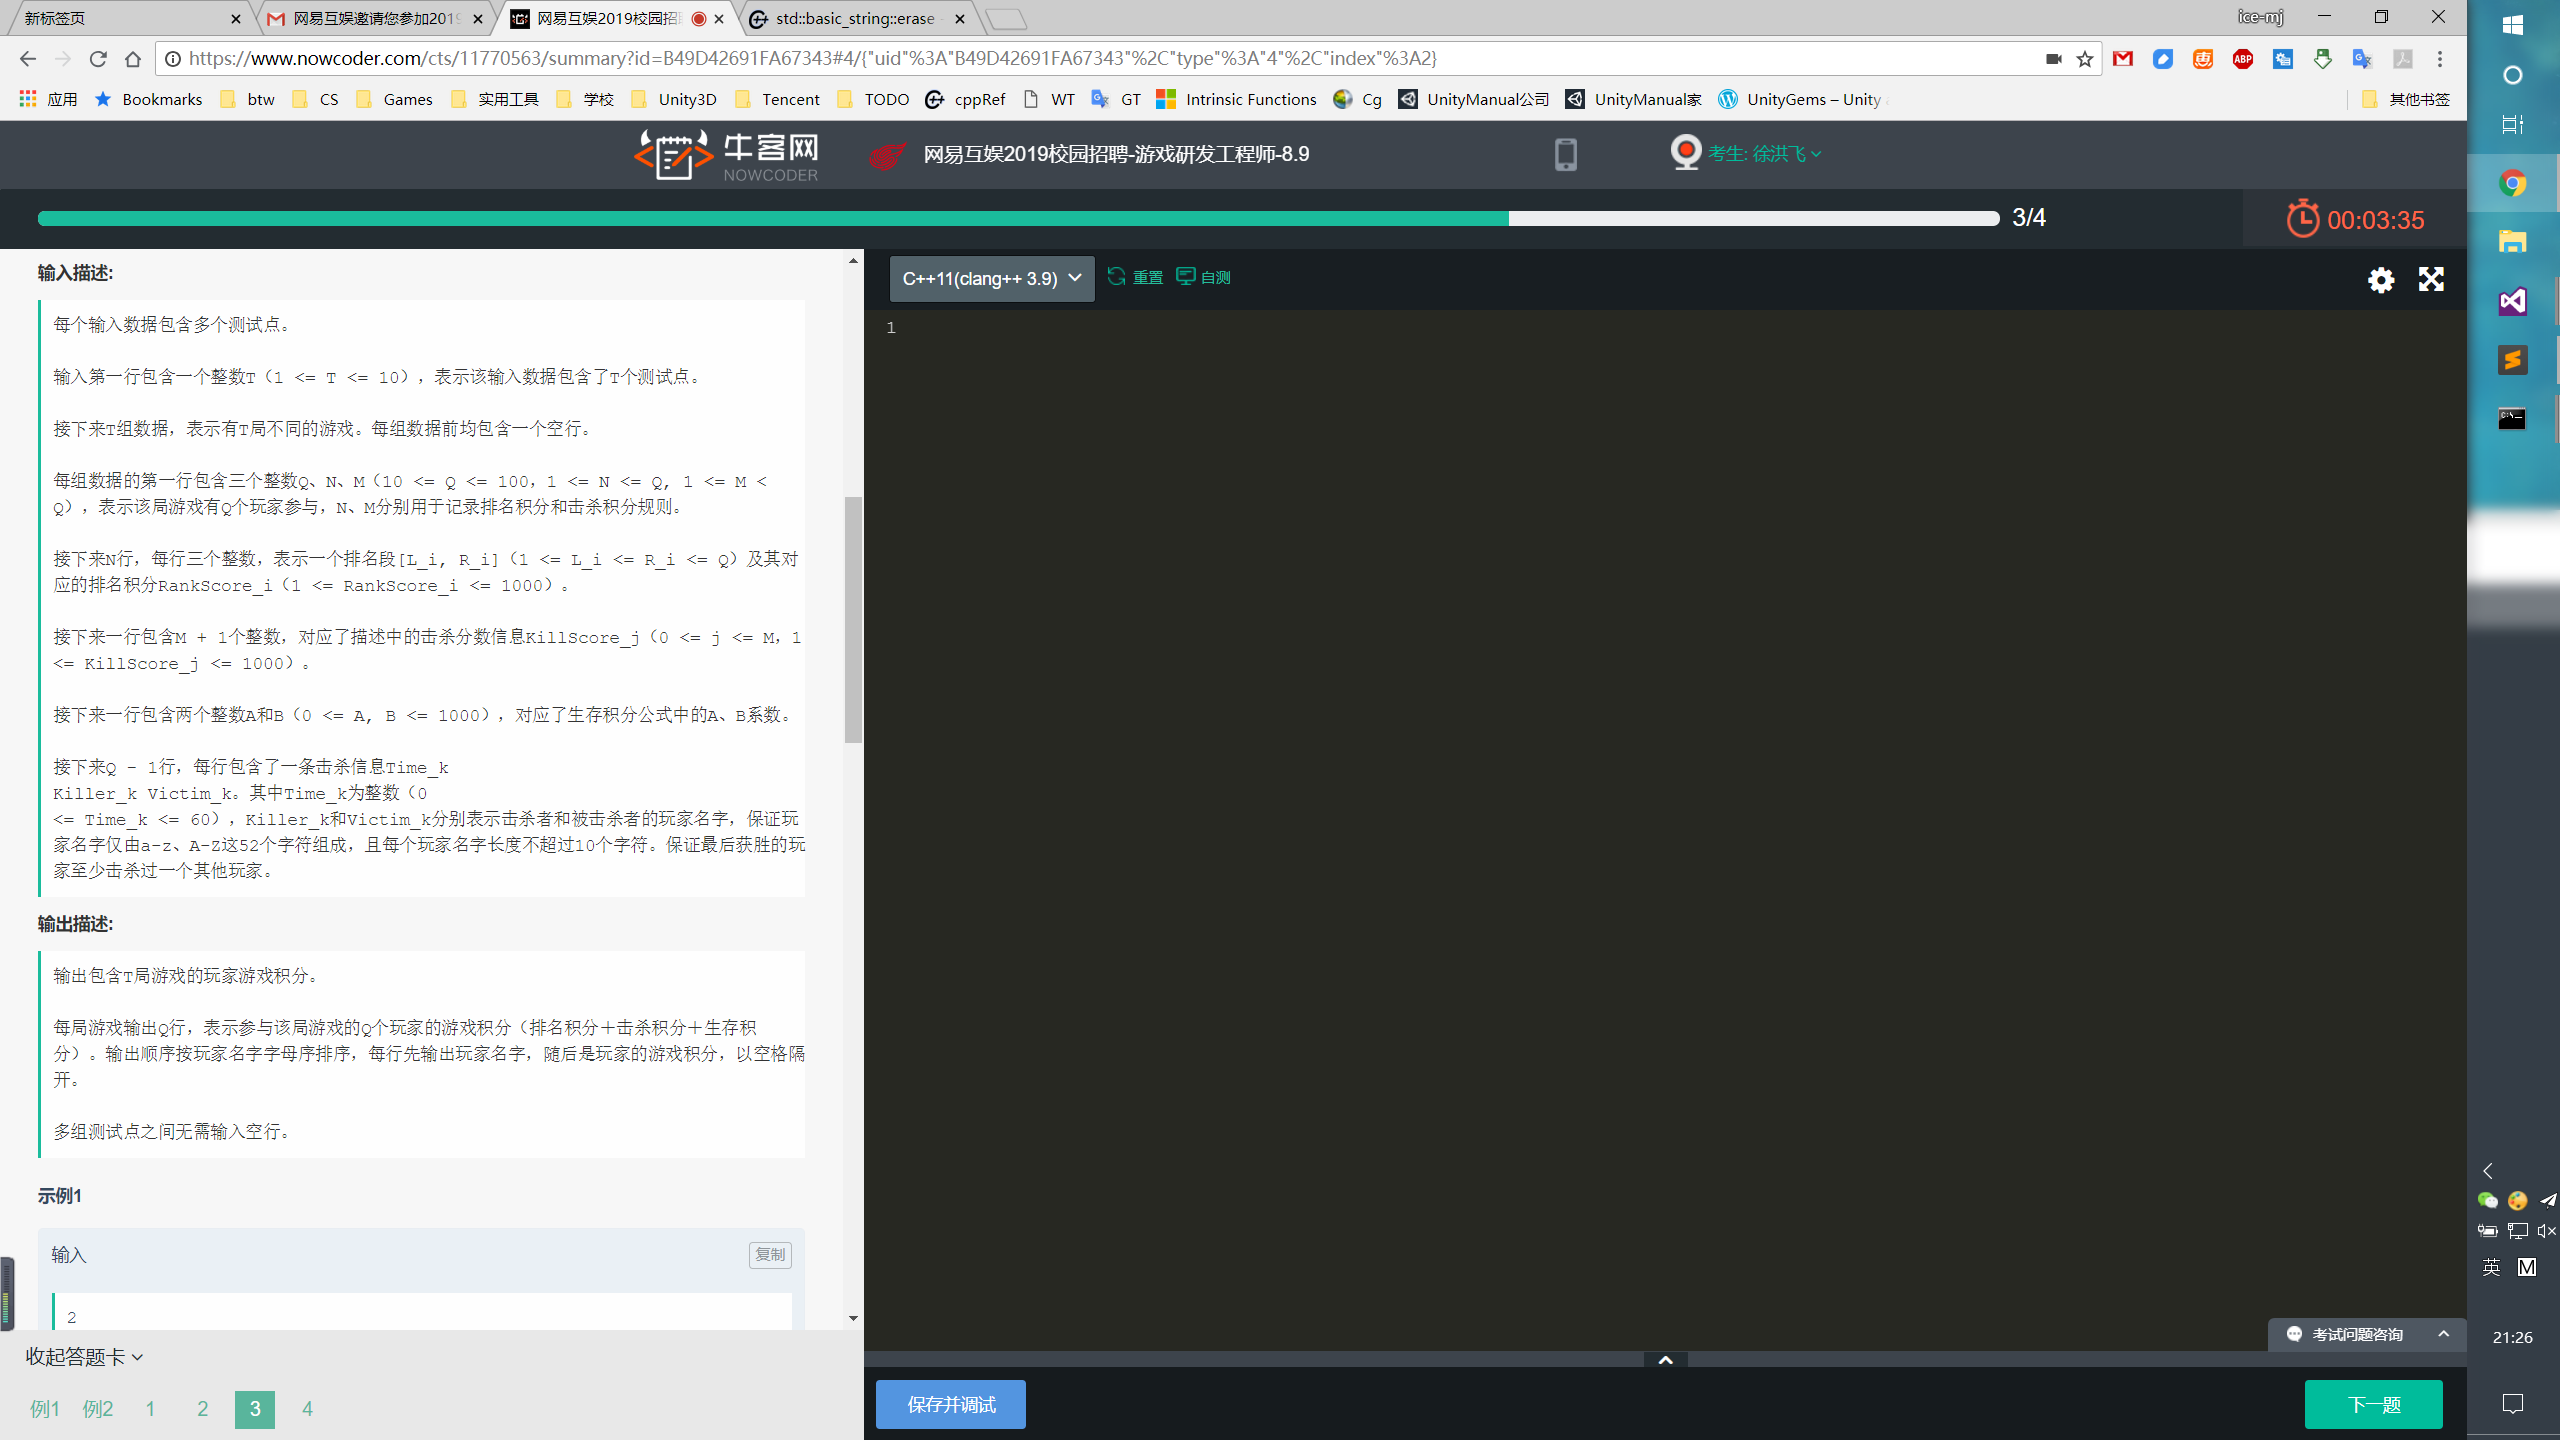 新标签页
网易互娱邀请您参加2019
网易互娱2019校园招
std::basic_string::erase -
ice-mj
https://www.nowcoder.com/cts/11770563/summary?id=B49D42691FA67343#4/{"uid"%3A"B49D42691FA67343"%2C"type"%3A"4"%2C"index"%3A2}
应用 Bookmarks btw CS Games 实用工具 学校 Unity3D Tencent TODO cppRef WT GT Intrinsic Functions Cg UnityManual公司 UnityManual家 UnityGems – Unity 其他书签
牛客网
NOWCODER
网易互娱2019校园招聘-游戏研发工程师-8.9
考生: 徐洪飞
3/4
00:03:35
输入描述:
每个输入数据包含多个测试点。
输入第一行包含一个整数T（1 <= T <= 10），表示该输入数据包含了T个测试点。
接下来T组数据，表示有T局不同的游戏。每组数据前均包含一个空行。
每组数据的第一行包含三个整数Q、N、M（10 <= Q <= 100，1 <= N <= Q, 1 <= M <
Q），表示该局游戏有Q个玩家参与，N、M分别用于记录排名积分和击杀积分规则。
接下来N行，每行三个整数，表示一个排名段[L_i, R_i]（1 <= L_i <= R_i <= Q）及其对
应的排名积分RankScore_i（1 <= RankScore_i <= 1000）。
接下来一行包含M + 1个整数，对应了描述中的击杀分数信息KillScore_j（0 <= j <= M，1
<= KillScore_j <= 1000）。
接下来一行包含两个整数A和B（0 <= A, B <= 1000），对应了生存积分公式中的A、B系数。
接下来Q - 1行，每行包含了一条击杀信息Time_k
Killer_k Victim_k。其中Time_k为整数（0
<= Time_k <= 60），Killer_k和Victim_k分别表示击杀者和被击杀者的玩家名字，保证玩
家名字仅由a-z、A-Z这52个字符组成，且每个玩家名字长度不超过10个字符。保证最后获胜的玩
家至少击杀过一个其他玩家。
输出描述:
输出包含T局游戏的玩家游戏积分。
每局游戏输出Q行，表示参与该局游戏的Q个玩家的游戏积分（排名积分＋击杀积分＋生存积
分）。输出顺序按玩家名字字母序排序，每行先输出玩家名字，随后是玩家的游戏积分，以空格隔
开。
多组测试点之间无需输入空行。
示例1
输入
复制
2
收起答题卡
例1 例2 1 2 3 4
C++11(clang++ 3.9)
重置
自测
1
考试问题咨询
保存并调试
下一题
英 M
21:26